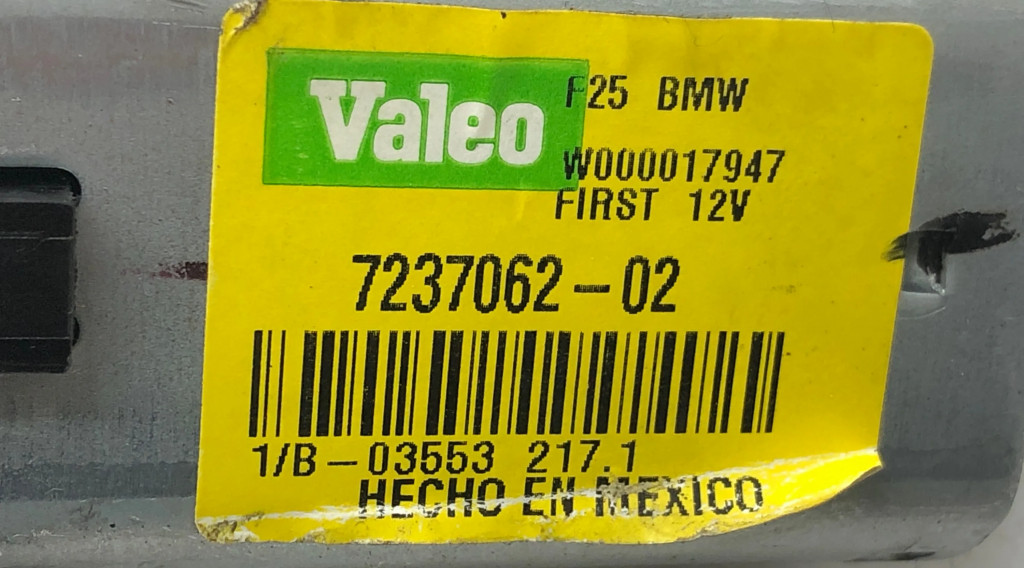 Valeo
F25 BMW
W000017947
FIRST 12V
7237062-02
1/B-03553 217.1
HECHO EN MEXICO